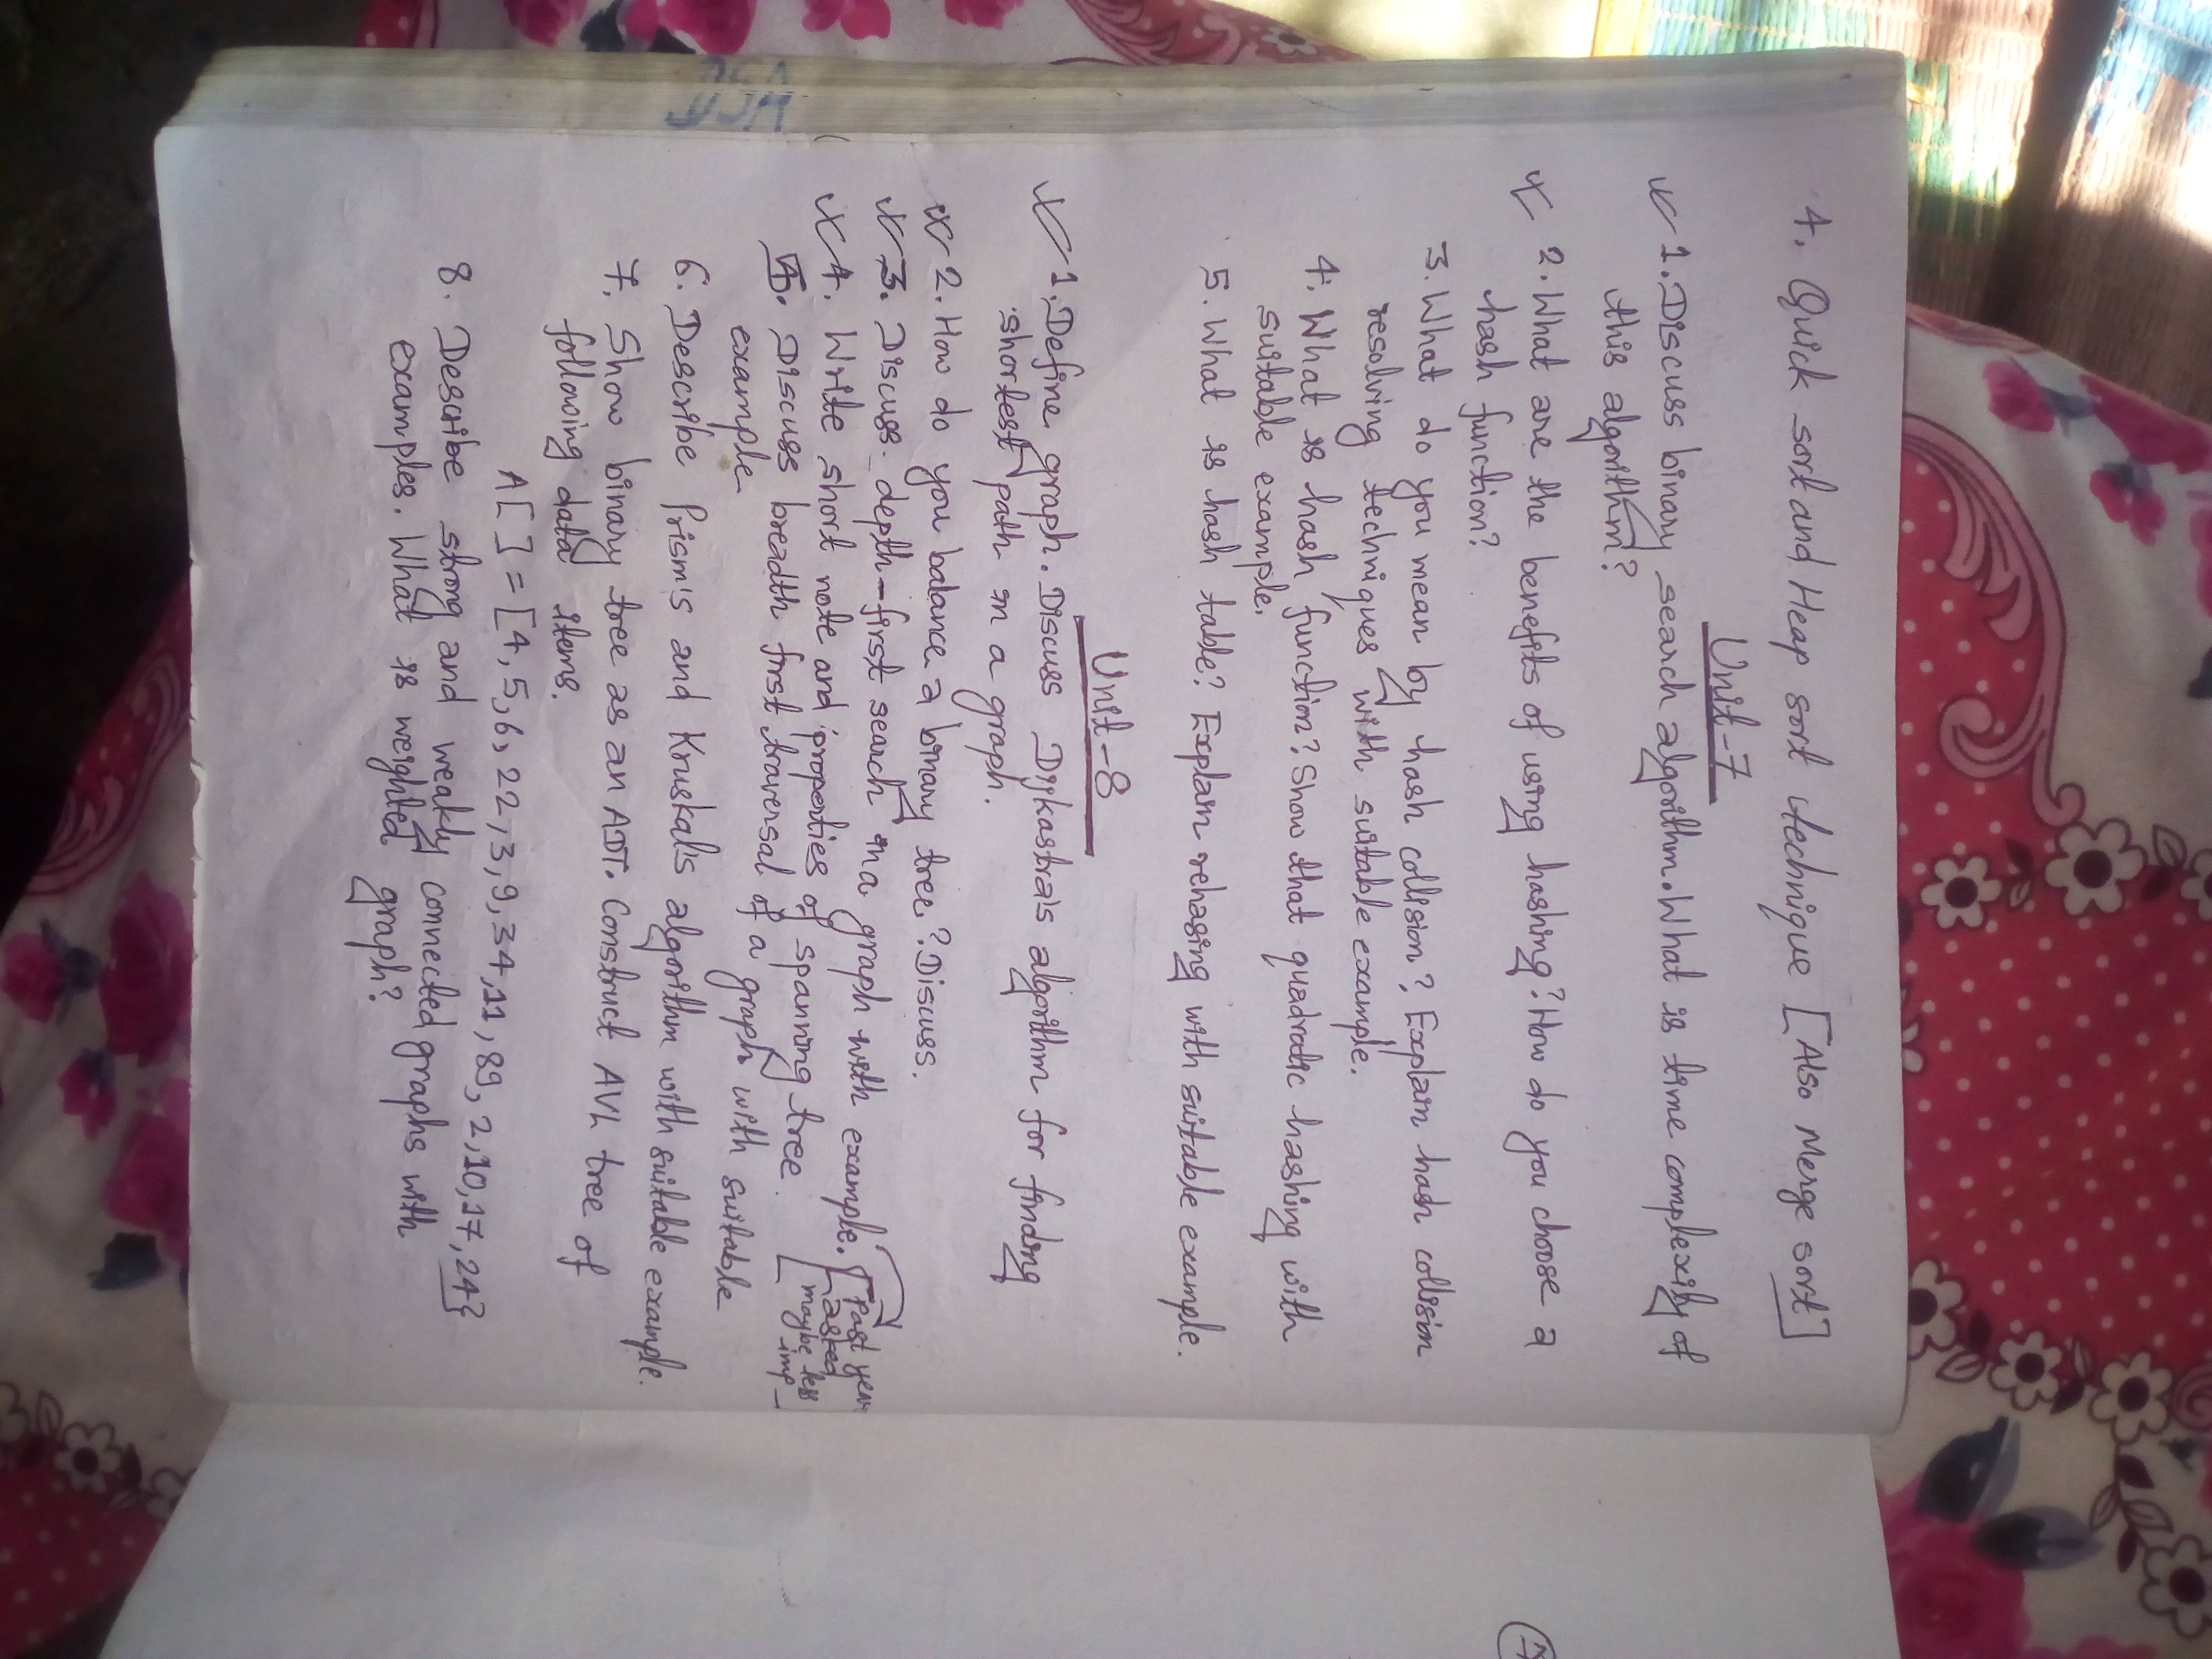 4. Quick sort and Heap sort technique [Also Merge sort]
Unit-7
1. Discuss binary search algorithm. What is time complexity of
this algorithm?
2. What are the benefits of using hashing? How do you choose a
hash function?
3. What do you mean by hash collision? Explain hash collision
resolving techniques with suitable example.
4. What is hash function? Show that quadratic hashing with
suitable example.
5. What is hash table? Explain rehasing with suitable example.
Unit-8
1. Define graph. Discuss Dijkastra's algorithm for finding
shortest path in a graph.
2. How do you balance a binary tree? Discuss.
3. Discuss depth-first search in a graph with example.
[Past year
asked
maybe less
imp
4. Write short note and properties of spanning tree.
5. Discuss breadth first traversal of a graph with suitable
example
6. Describe Prism's and Kruskal's algorithm with suitable example.
7. Show binary tree as an ADT. Construct AVL tree of
following data items.
A[ ] = [4, 5, 6, 22, 3, 9, 34, 11, 89, 2, 10, 17, 24}
8. Describe strong and weakly connected graphs with
examples. What is weighted graph?